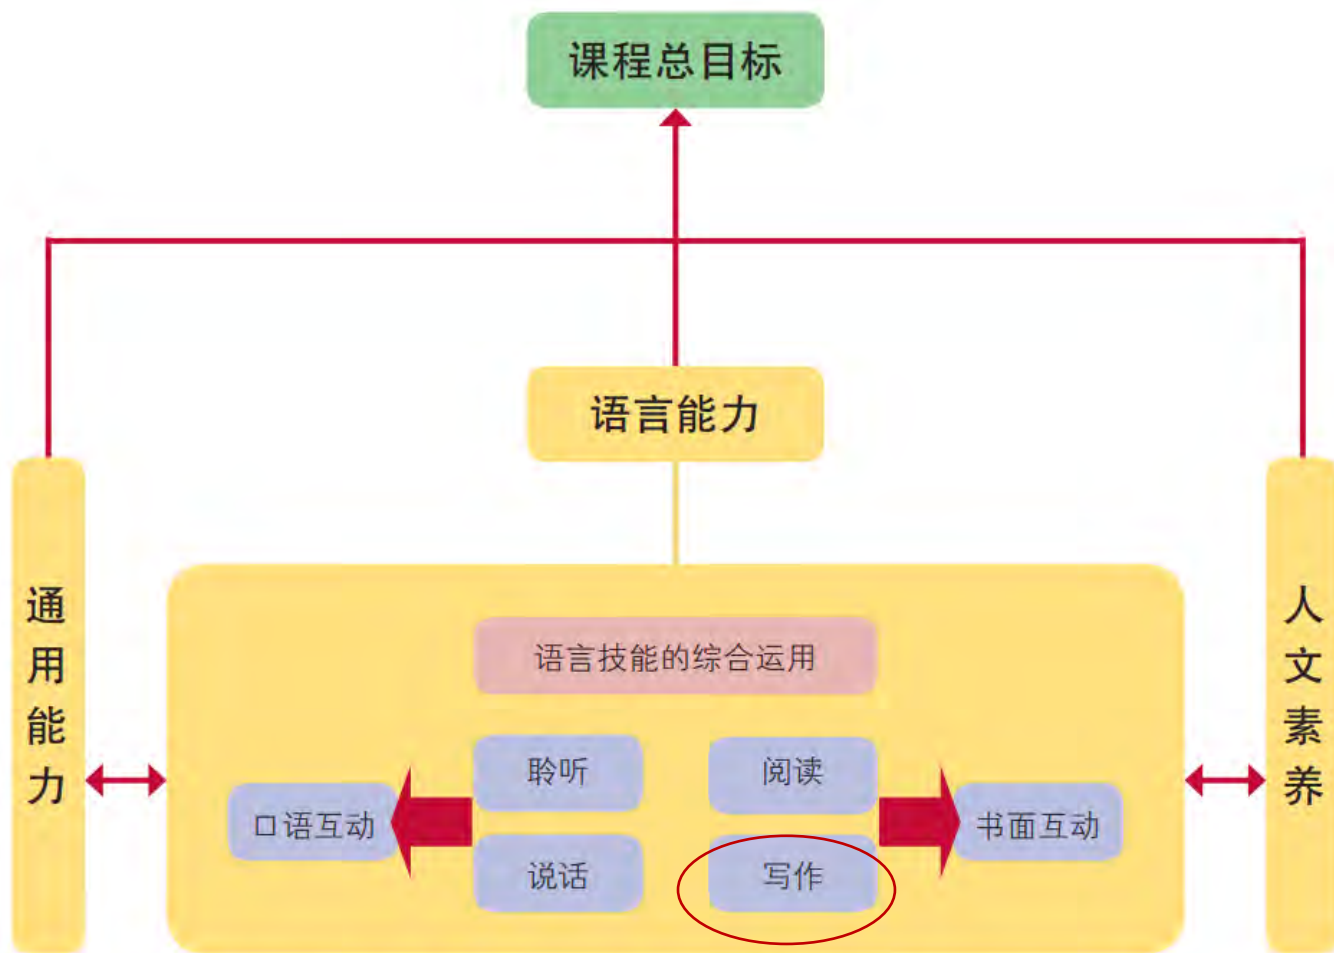 课程总目标
语言能力
通用能力
人文素养
语言技能的综合运用
聆听
阅读
口语互动
书面互动
说话
写作